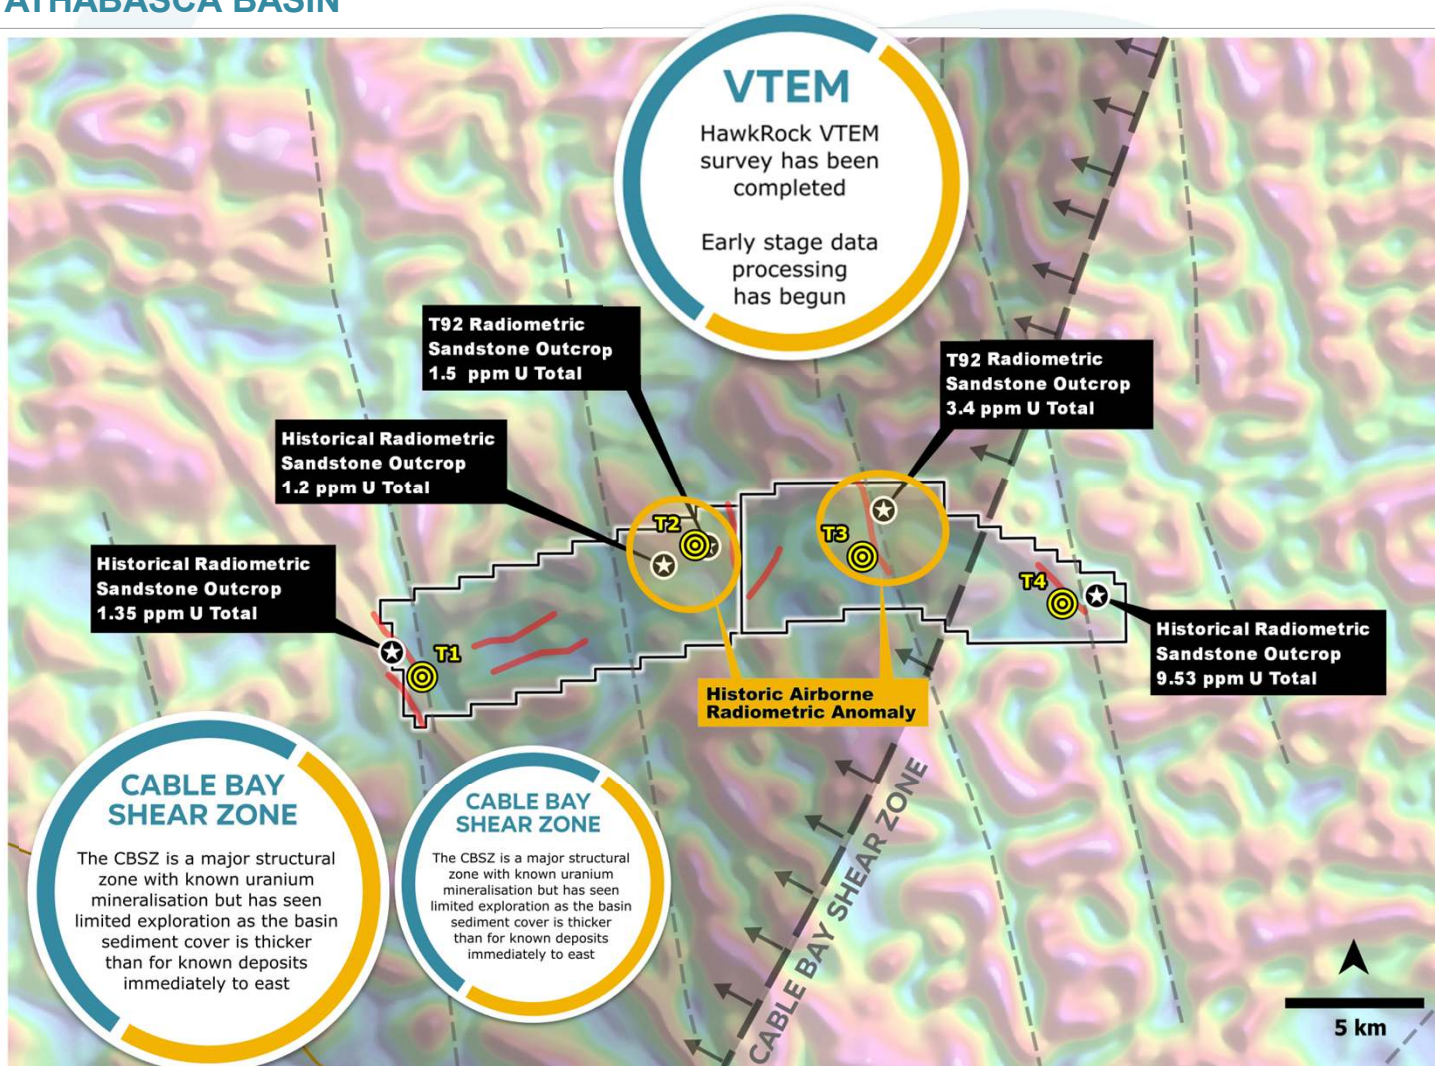 ATHABASCA BASIN
VTEM
HawkRock VTEM
survey has been
completed
Early stage data
processing
has begun
T92 Radiometric
Sandstone Outcrop
1.5 ppm U Total
T92 Radiometric
Sandstone Outcrop
3.4 ppm U Total
Historical Radiometric
Sandstone Outcrop
1.2 ppm U Total
T2
T3
Historical Radiometric
Sandstone Outcrop
1.35 ppm U Total
T4
T1
Historical Radiometric
Sandstone Outcrop
9.53 ppm U Total
Historic Airborne
Radiometric Anomaly
CABLE BAY
SHEAR ZONE
The CBSZ is a major structural
zone with known uranium
mineralisation but has seen
limited exploration as the basin
sediment cover is thicker
than for known deposits
immediately to east
CABLE BAY
SHEAR ZONE
The CBSZ is a major structural
zone with known uranium
mineralisation but has seen
limited exploration as the basin
sediment cover is thicker
than for known deposits
immediately to east
CABLE BAY SHEAR ZONE
5 km